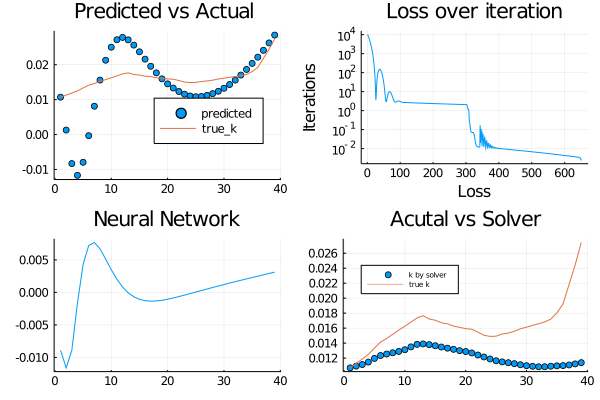 Predicted vs Actual
0.02
0.01
0.00
-0.01
predicted
true_k
0 10 20 30 40
Loss over iteration
Iterations
10^4
10^3
10^2
10^1
10^0
10^-1
10^-2
0 100 200 300 400 500 600
Loss
Neural Network
0.005
0.000
-0.005
-0.010
0 10 20 30 40
Acutal vs Solver
0.026
0.024
0.022
0.020
0.018
0.016
0.014
0.012
k by solver
true k
0 10 20 30 40